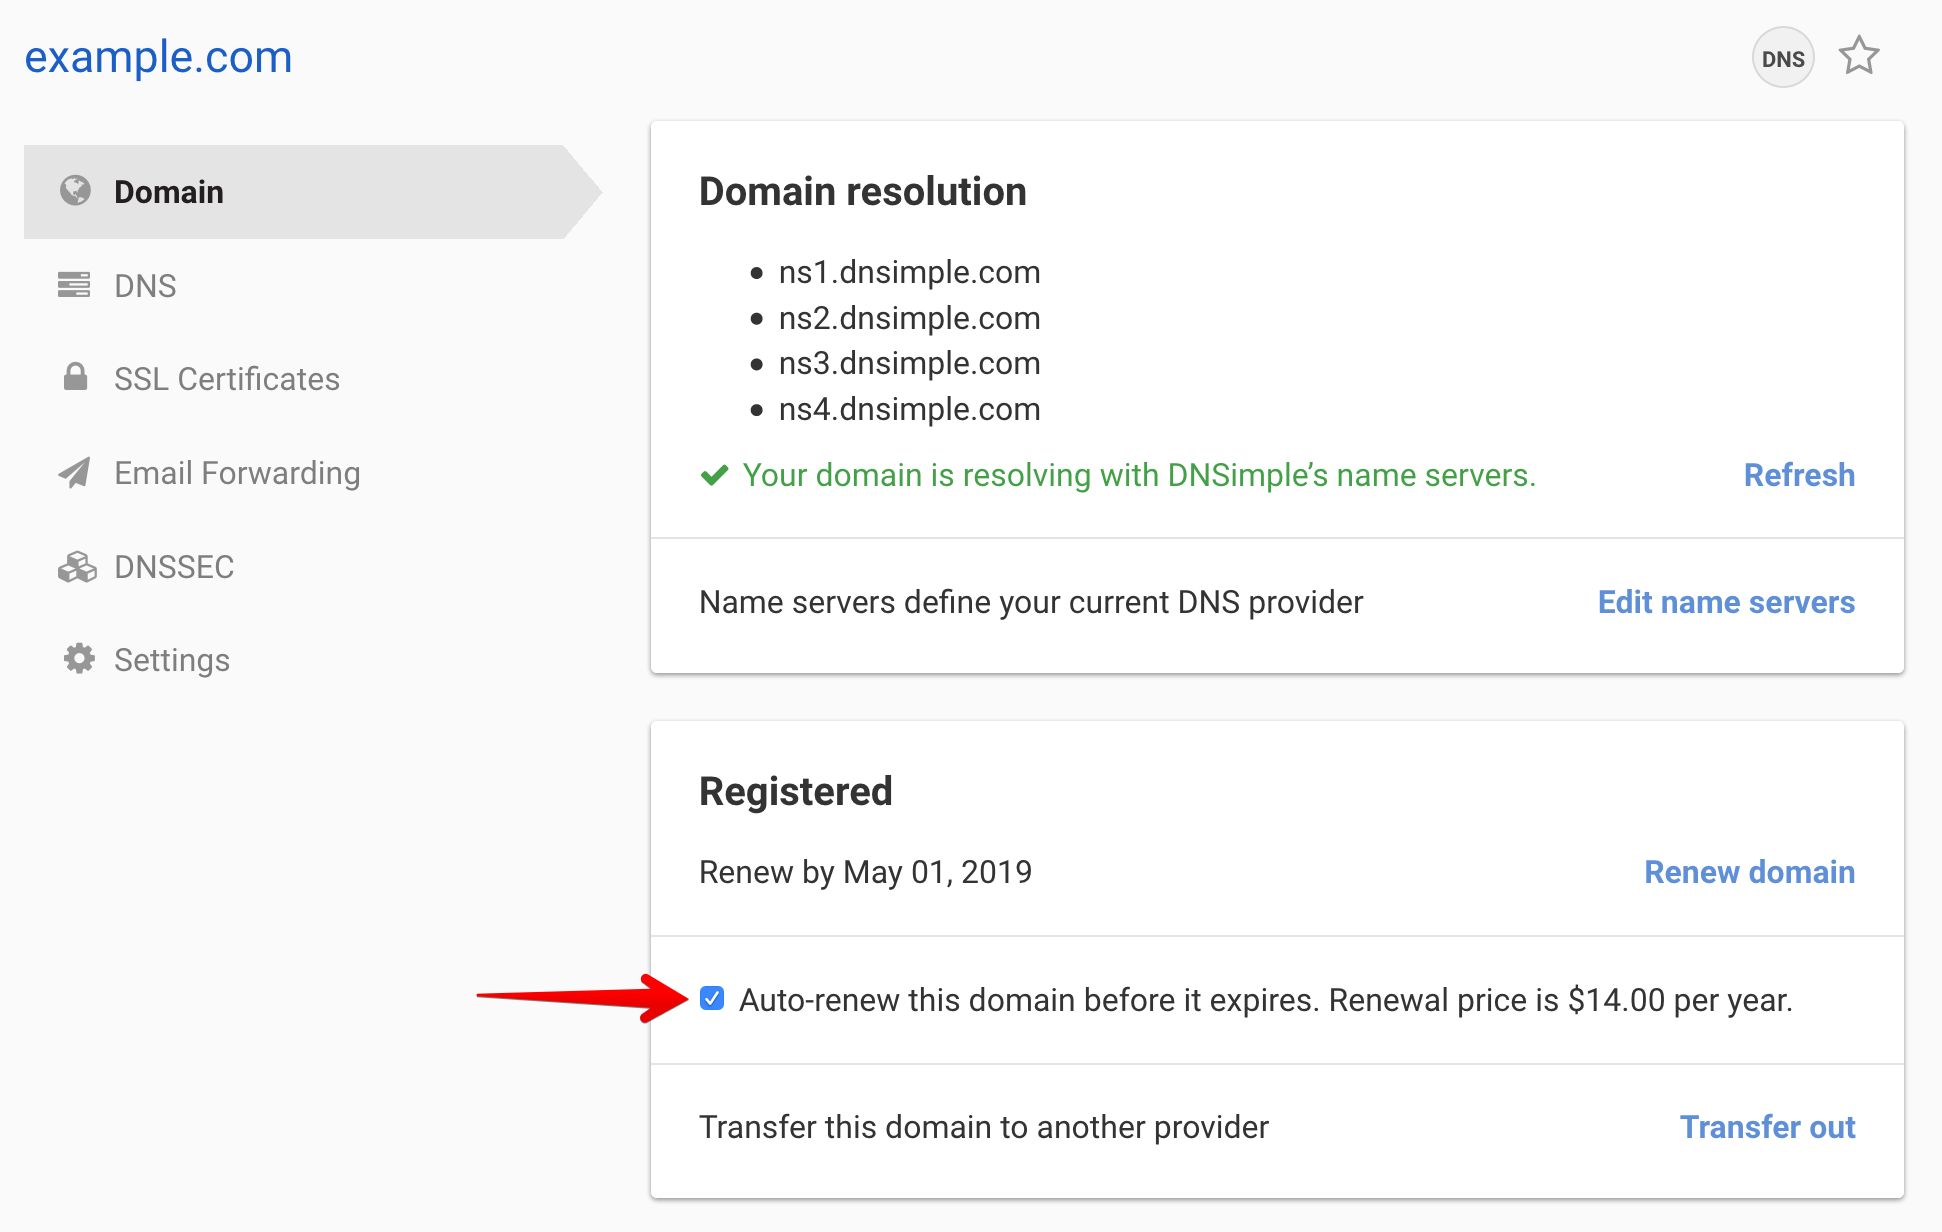 example.com
DNS
Domain
DNS
SSL Certificates
Email Forwarding
DNSSEC
Settings
Domain resolution
ns1.dnsimple.com
ns2.dnsimple.com
ns3.dnsimple.com
ns4.dnsimple.com
Your domain is resolving with DNSimple’s name servers. Refresh
Name servers define your current DNS provider Edit name servers
Registered
Renew by May 01, 2019 Renew domain
Auto-renew this domain before it expires. Renewal price is $14.00 per year.
Transfer this domain to another provider Transfer out